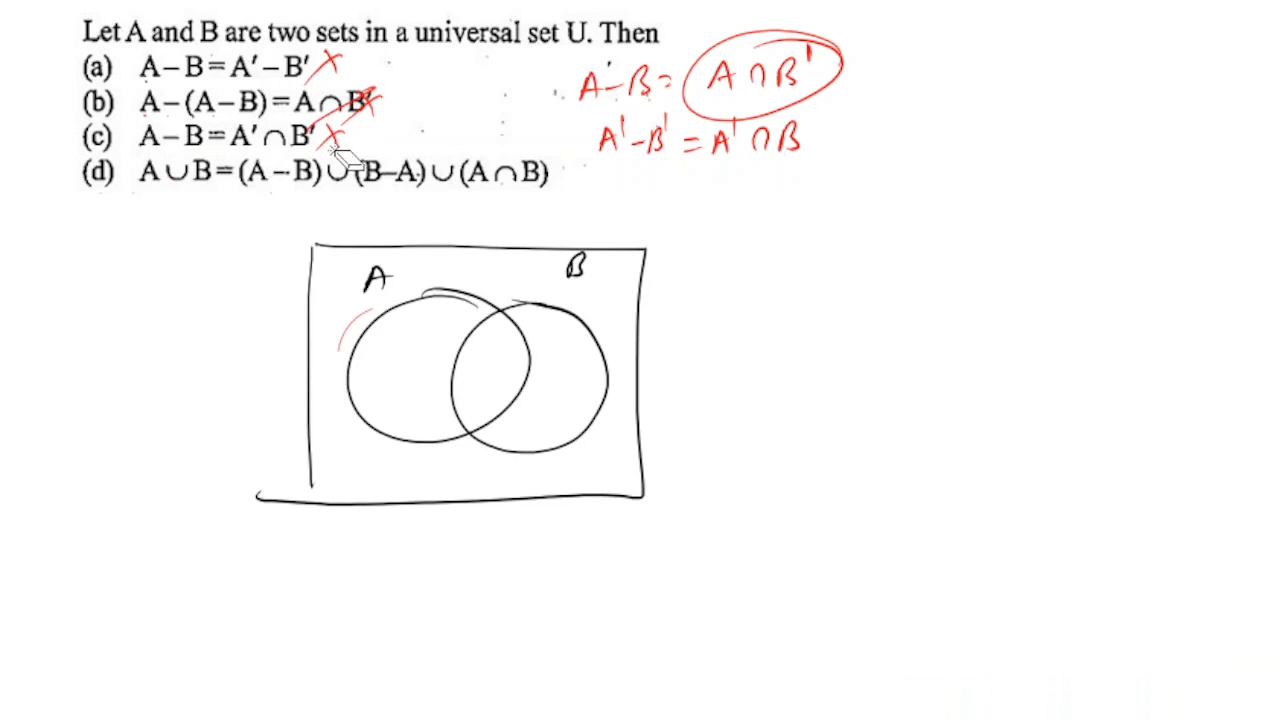 Let A and B are two sets in a universal set U. Then
(a) A – B = A′ – B′ ×
(b) A – (A – B) = A ∩ B′ ×
(c) A – B = A′ ∩ B′ ×
(d) A ∪ B = (A – B) ∪ (B – A) ∪ (A ∩ B)
A - B = A ∩ B'
A' - B' = A' ∩ B
A
B